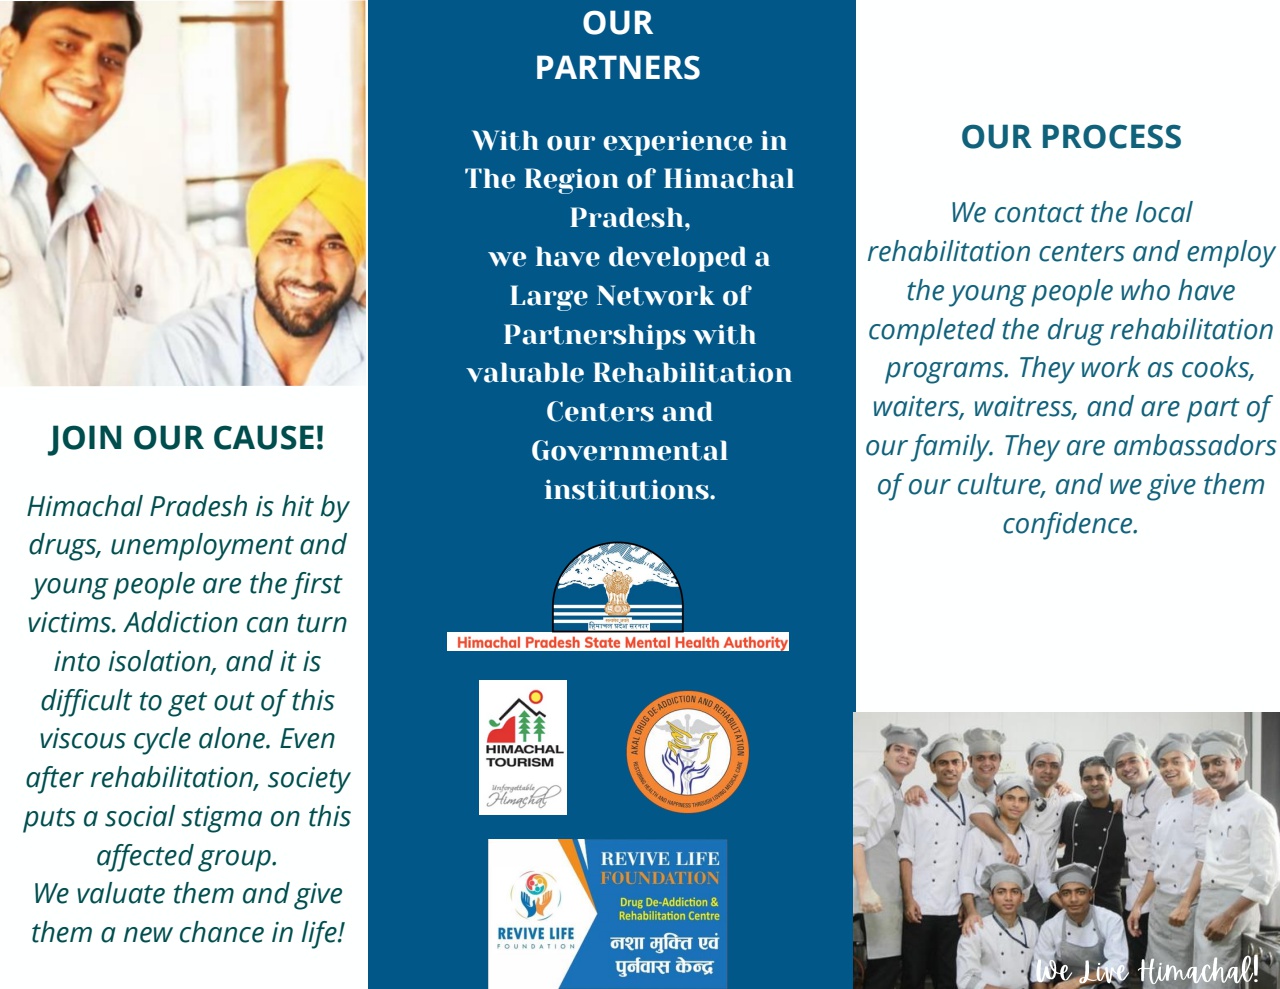 JOIN OUR CAUSE!
Himachal Pradesh is hit by
drugs, unemployment and
young people are the first
victims. Addiction can turn
into isolation, and it is
difficult to get out of this
viscous cycle alone. Even
after rehabilitation, society
puts a social stigma on this
affected group.
We valuate them and give
them a new chance in life!
OUR
PARTNERS
With our experience in
The Region of Himachal
Pradesh,
we have developed a
Large Network of
Partnerships with
valuable Rehabilitation
Centers and
Governmental
institutions.
हिमाचल प्रदेश सरकार
Himachal Pradesh State Mental Health Authority
HIMACHAL
TOURISM
Unforgettable
Himachal
AKAL DRUG DE-ADDICTION AND REHABILITATION
RESTORING HEALTH AND HAPPINESS THROUGH LOVING MEDICAL CARE
REVIVE LIFE
FOUNDATION
REVIVE LIFE
FOUNDATION
Drug De-Addiction &
Rehabilitation Centre
नशा मुक्ति एवं
पुर्नवास केन्द्र
OUR PROCESS
We contact the local
rehabilitation centers and employ
the young people who have
completed the drug rehabilitation
programs. They work as cooks,
waiters, waitress, and are part of
our family. They are ambassadors
of our culture, and we give them
confidence.
We Live Himachal!